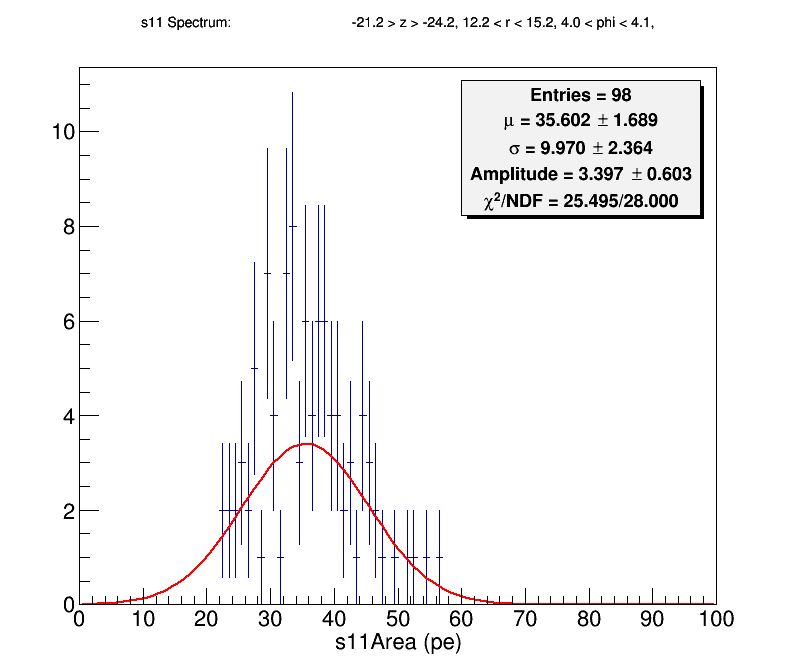 s11 Spectrum: -21.2 > z > -24.2, 12.2 < r < 15.2, 4.0 < phi < 4.1,
Entries = 98
μ = 35.602 ± 1.689
σ = 9.970 ± 2.364
Amplitude = 3.397 ± 0.603
χ²/NDF = 25.495/28.000
10
8
6
4
2
0
0 10 20 30 40 50 60 70 80 90 100
s11Area (pe)